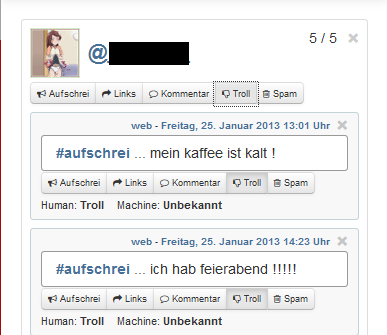 @ 5 / 5
Aufschrei Links Kommentar Troll Spam
web - Freitag, 25. Januar 2013 13:01 Uhr
#aufschrei ... mein kaffee ist kalt !
Aufschrei Links Kommentar Troll Spam
Human: Troll Machine: Unbekannt
web - Freitag, 25. Januar 2013 14:23 Uhr
#aufschrei ... ich hab feierabend !!!!!
Aufschrei Links Kommentar Troll Spam
Human: Troll Machine: Unbekannt